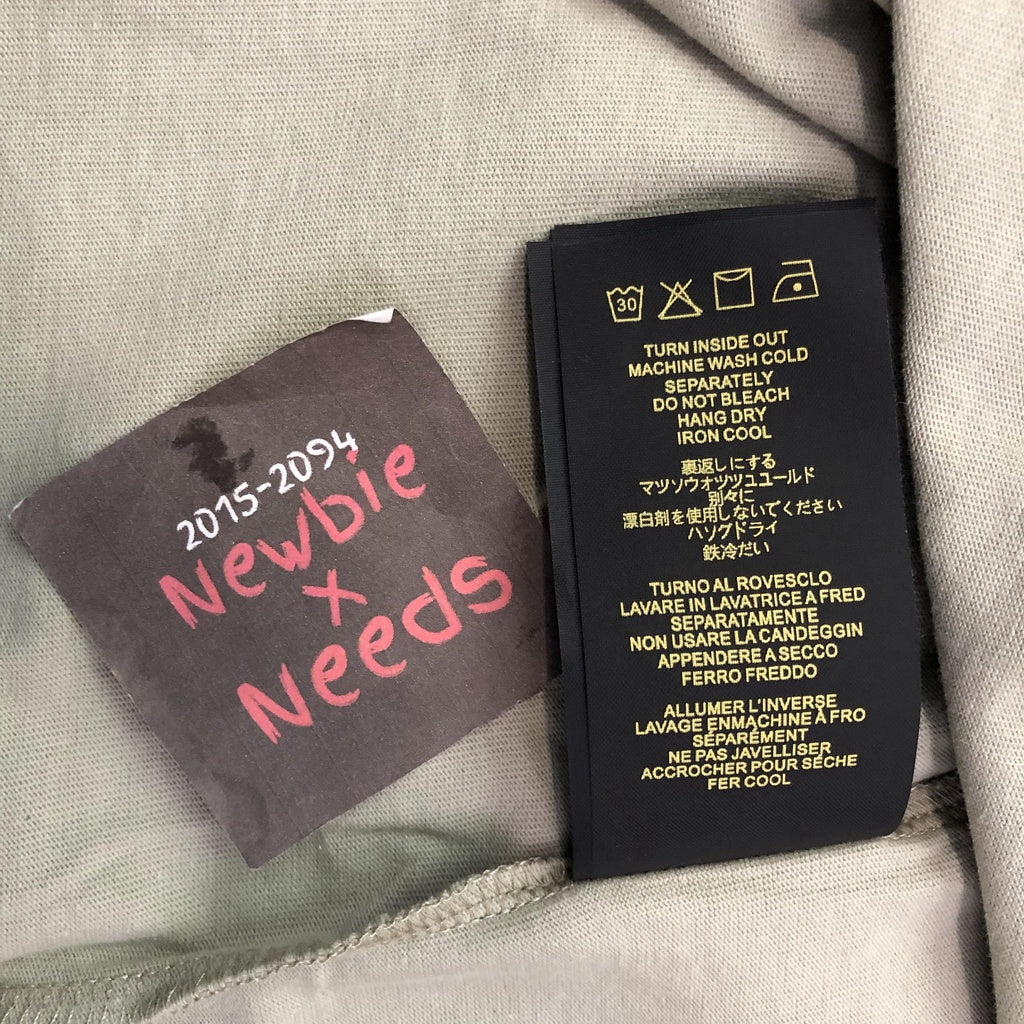 2015-2094
Newbie
x
Needs
30
TURN INSIDE OUT
MACHINE WASH COLD
SEPARATELY
DO NOT BLEACH
HANG DRY
IRON COOL
裏返しにする
マツソウオツツユユールド
別々に
漂白剤を使用しないでください
ハソグドライ
鉄冷だい
TURNO AL ROVESCLO
LAVARE IN LAVATRICE A FRED
SEPARATAMENTE
NON USARE LA CANDEGGIN
APPENDERE A SECCO
FERRO FREDDO
ALLUMER L'INVERSE
LAVAGE ENMACHINE À FRO
SÉPARÉMENT
NE PAS JAVELLISER
ACCROCHER POUR SÉCHE
FER COOL